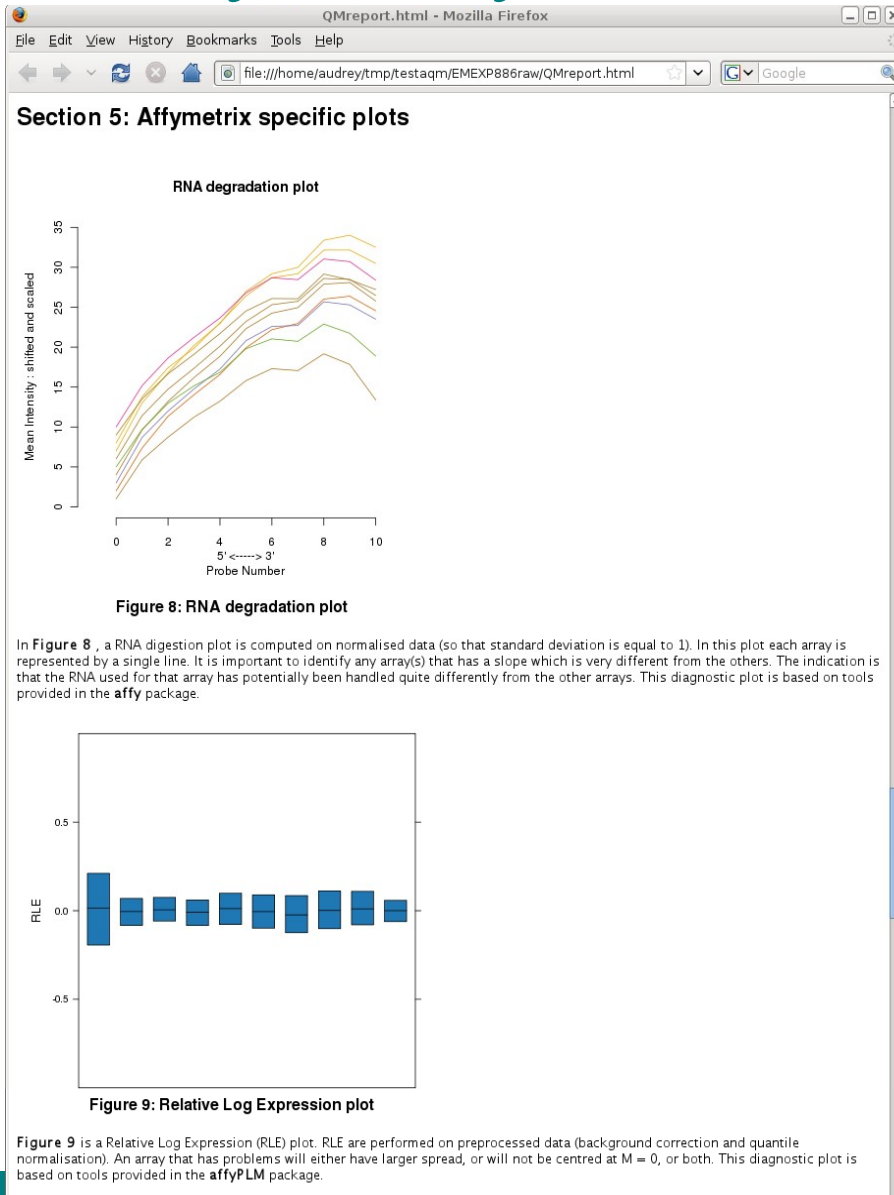 QMreport.html - Mozilla Firefox
File Edit View History Bookmarks Tools Help
file:///home/audrey/tmp/testaqm/EMEXP886raw/QMreport.html
G
Google
Section 5: Affymetrix specific plots
RNA degradation plot
Mean Intensity : shifted and scaled
35
30
25
20
15
10
5
0
0 2 4 6 8 10
5' <-----> 3'
Probe Number
Figure 8: RNA degradation plot
In Figure 8 , a RNA digestion plot is computed on normalised data (so that standard deviation is equal to 1). In this plot each array is
represented by a single line. It is important to identify any array(s) that has a slope which is very different from the others. The indication is
that the RNA used for that array has potentially been handled quite differently from the other arrays. This diagnostic plot is based on tools
provided in the affy package.
RLE
0.5
0.0
-0.5
Figure 9: Relative Log Expression plot
Figure 9 is a Relative Log Expression (RLE) plot. RLE are performed on preprocessed data (background correction and quantile
normalisation). An array that has problems will either have larger spread, or will not be centred at M = 0, or both. This diagnostic plot is
based on tools provided in the affyPLM package.